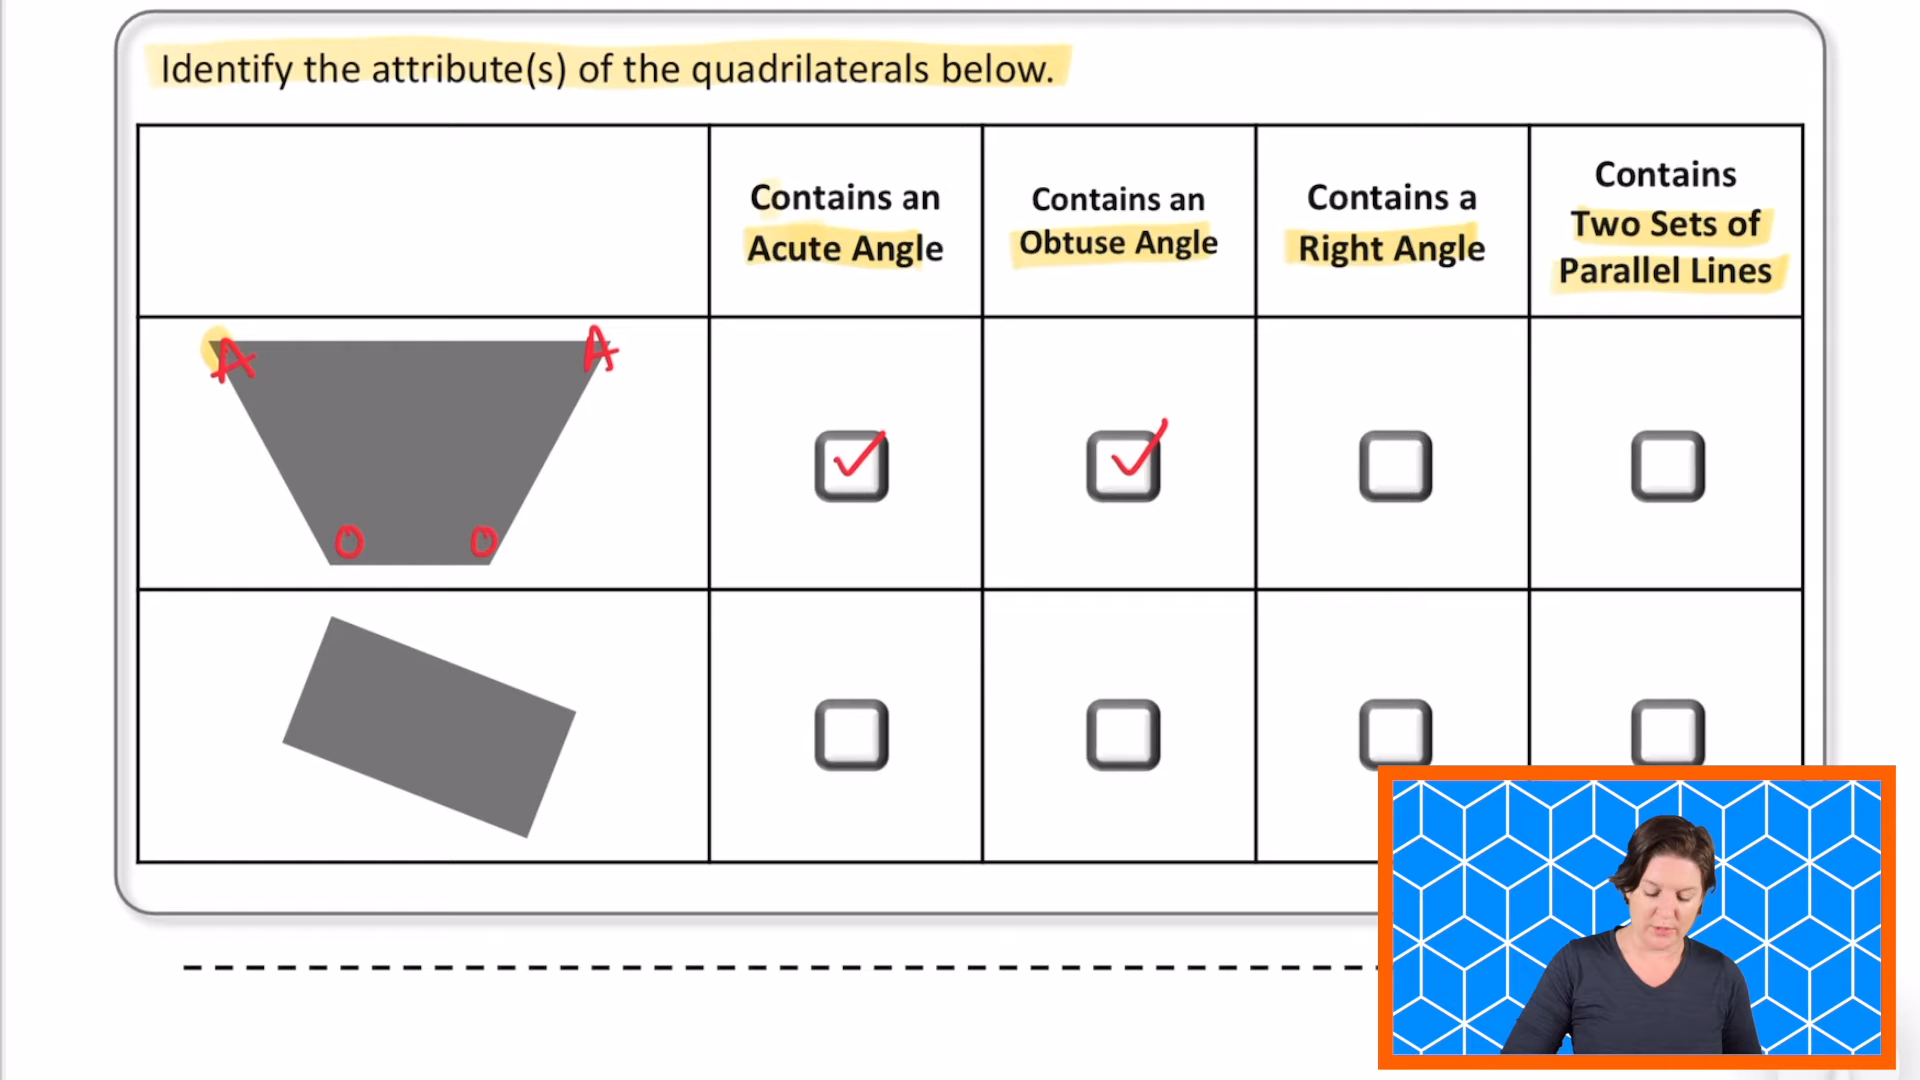 Identify the attribute(s) of the quadrilaterals below.
Contains an
Acute Angle
Contains an
Obtuse Angle
Contains a
Right Angle
Contains
Two Sets of
Parallel Lines
A
A
O
O